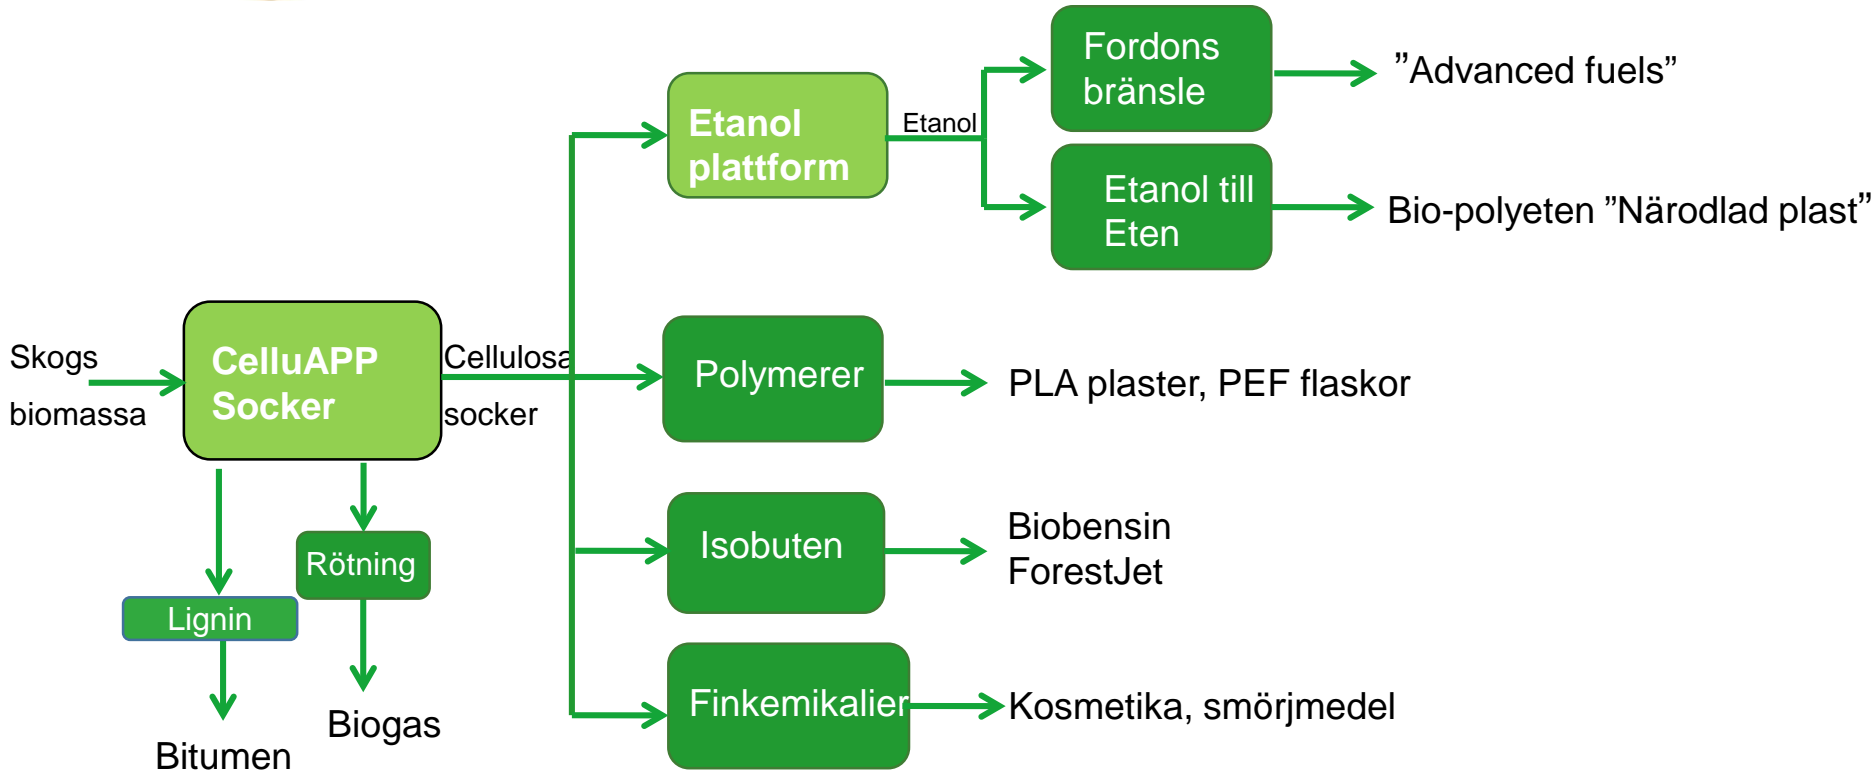 Fordons
bränsle
”Advanced fuels”
Etanol
plattform
Etanol
Etanol till
Eten
Bio-polyeten ”Närodlad plast”
Skogs
biomassa
CelluAPP
Socker
Cellulosa
socker
Polymerer
PLA plaster, PEF flaskor
Isobuten
Biobensin
ForestJet
Rötning
Lignin
Finkemikalier
Kosmetika, smörjmedel
Biogas
Bitumen